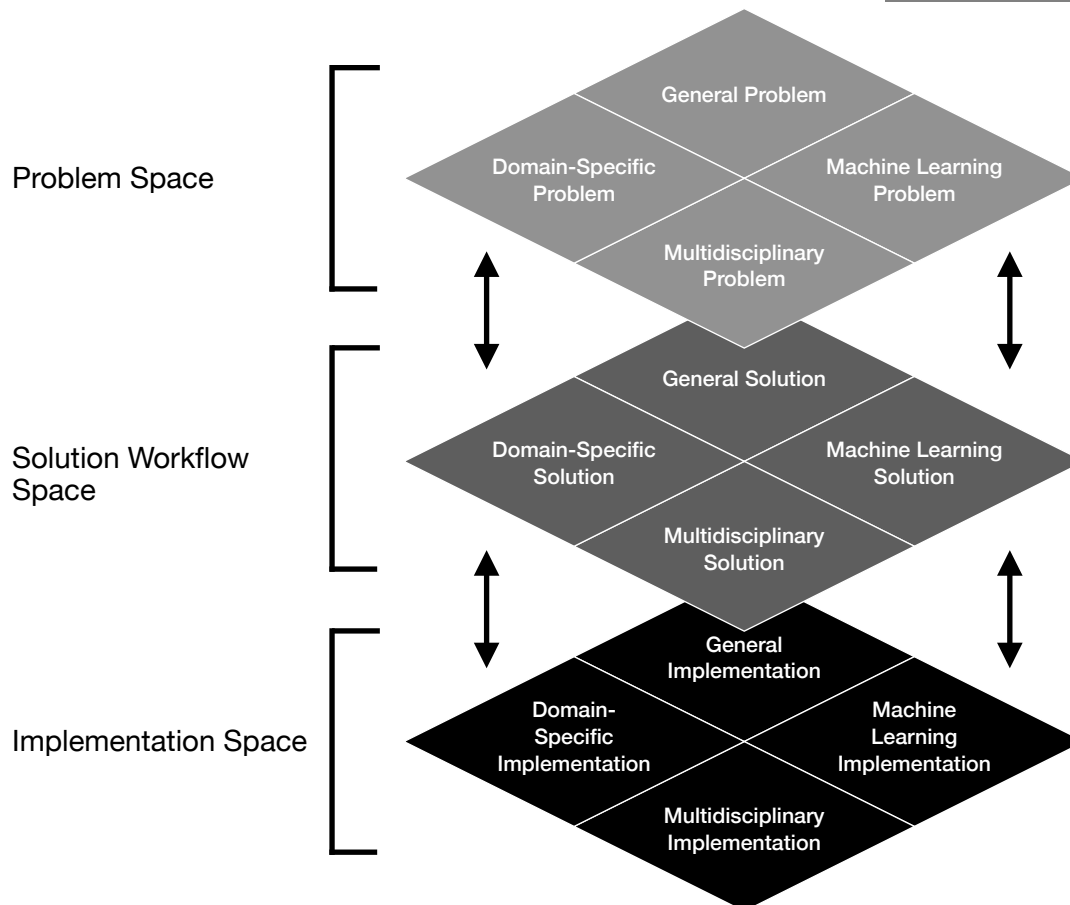 General Problem
Problem Space
Domain-Specific
Problem
Machine Learning
Problem
Multidisciplinary
Problem
General Solution
Solution Workflow
Space
Domain-Specific
Solution
Machine Learning
Solution
Multidisciplinary
Solution
General
Implementation
Implementation Space
Domain-
Specific
Implementation
Machine
Learning
Implementation
Multidisciplinary
Implementation